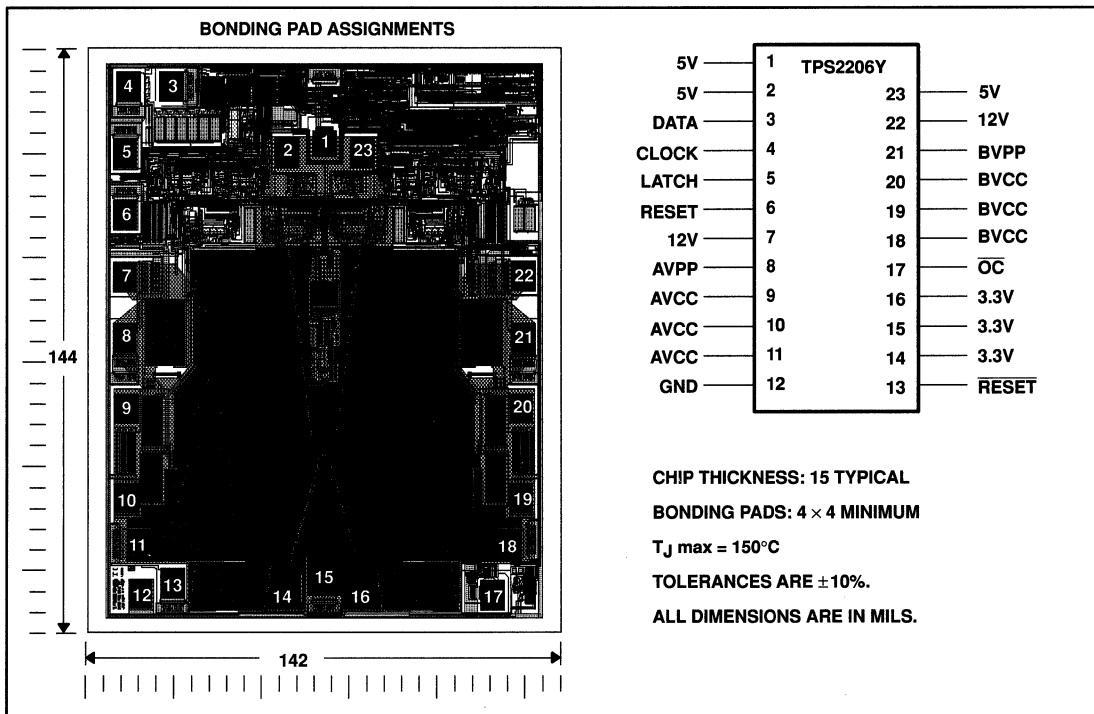 BONDING PAD ASSIGNMENTS
4 3
5 2 1 23
6
7 22
8 21
144
9 20
10 19
11 18
12 13 14 15 16 17
142
TPS2206Y
5V 1
5V 2 23 5V
DATA 3 22 12V
CLOCK 4 21 BVPP
LATCH 5 20 BVCC
RESET 6 19 BVCC
12V 7 18 BVCC
AVPP 8 17 OC
AVCC 9 16 3.3V
AVCC 10 15 3.3V
AVCC 11 14 3.3V
GND 12 13 RESET
CHIP THICKNESS: 15 TYPICAL
BONDING PADS: 4 × 4 MINIMUM
TJ max = 150°C
TOLERANCES ARE ±10%.
ALL DIMENSIONS ARE IN MILS.